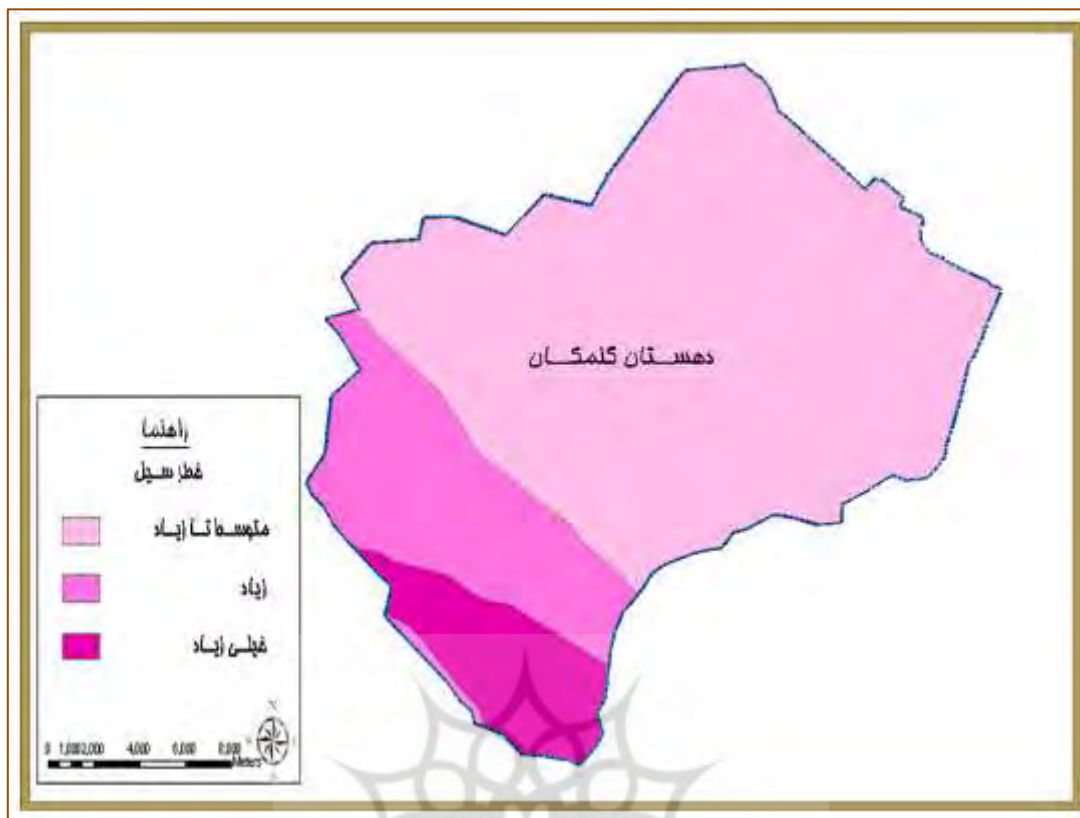 دهستان گلمکان
راهنما
خطر سیل
متوسط تا زیاد
زیاد
خیلی زیاد
0 1,000 2,000 4,000 6,000 8,000
Meters